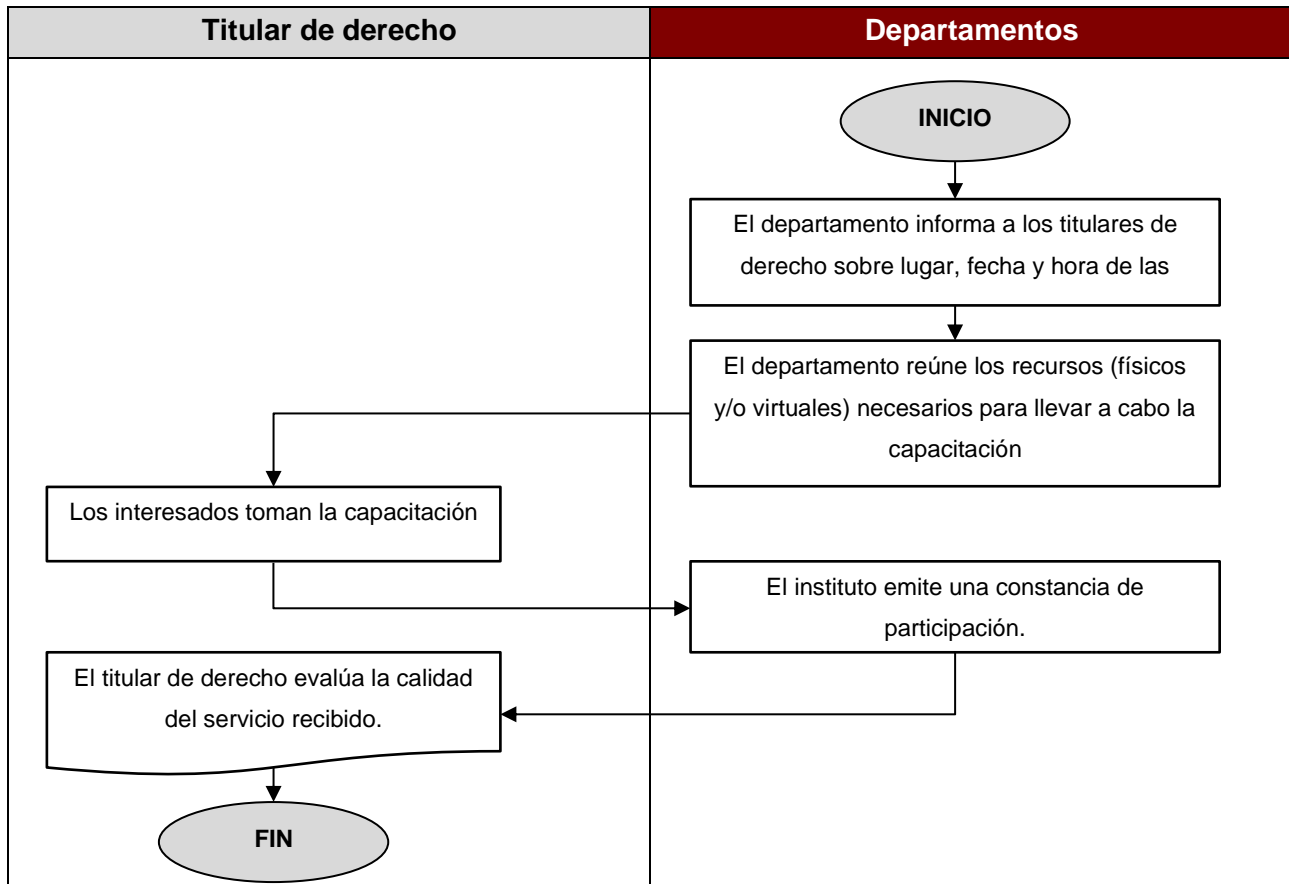 Titular de derecho
Departamentos
INICIO
El departamento informa a los titulares de
derecho sobre lugar, fecha y hora de las
El departamento reúne los recursos (físicos
y/o virtuales) necesarios para llevar a cabo la
capacitación
Los interesados toman la capacitación
El instituto emite una constancia de
participación.
El titular de derecho evalúa la calidad
del servicio recibido.
FIN